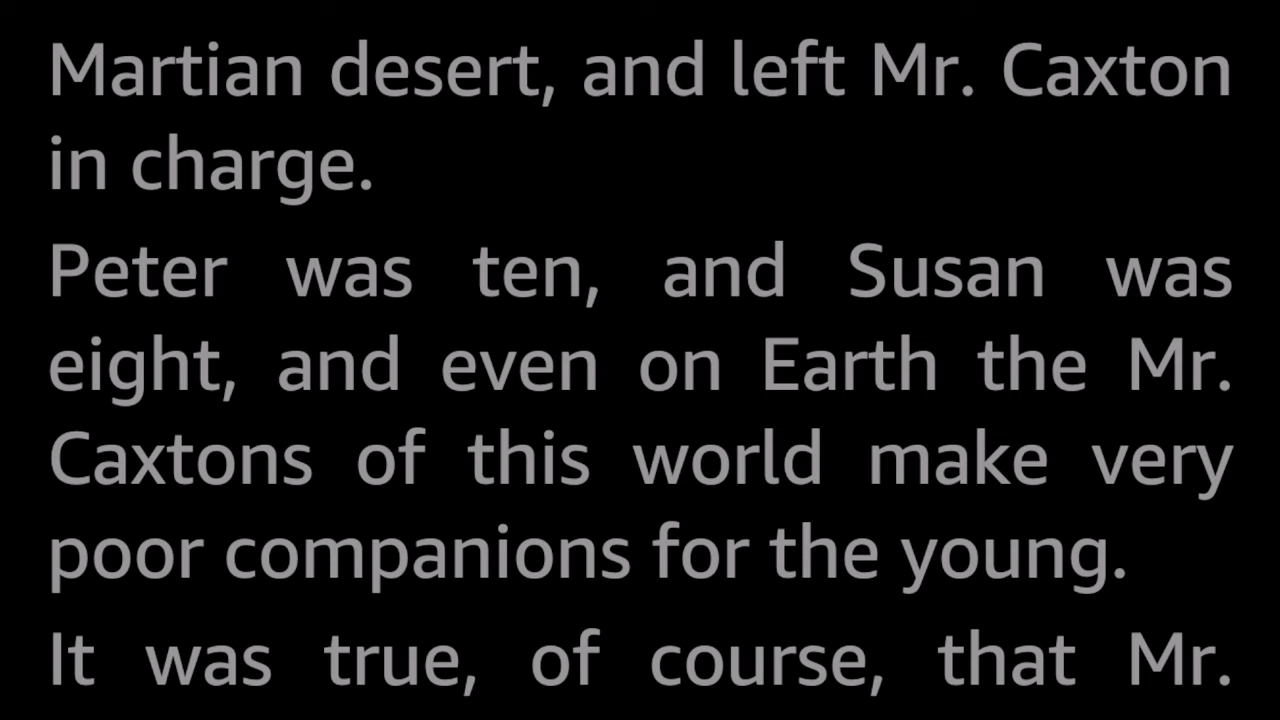 Martian desert, and left Mr. Caxton
in charge.
Peter was ten, and Susan was
eight, and even on Earth the Mr.
Caxtons of this world make very
poor companions for the young.
It was true, of course, that Mr.